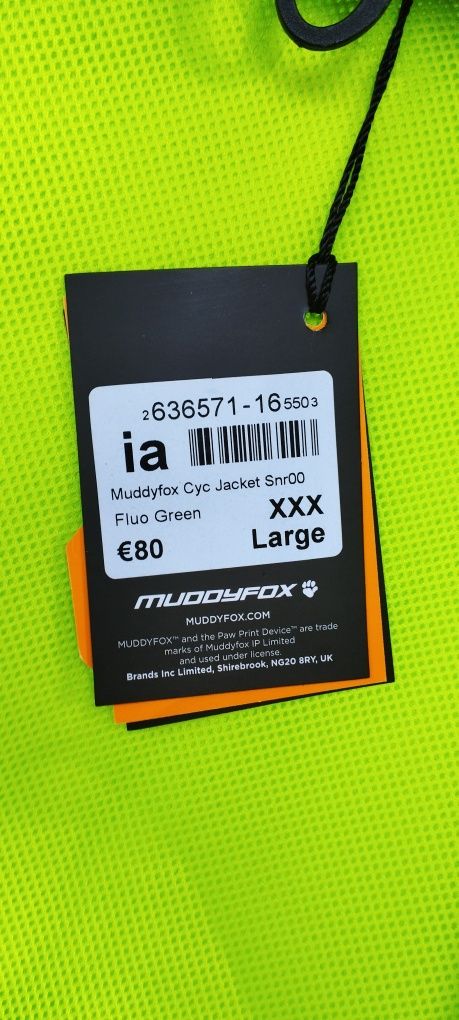 2636571-165503
ia
Muddyfox Cyc Jacket Snr00
Fluo Green
XXX
Large
€80
MUDDYFOX
MUDDYFOX.COM
MUDDYFOX™ and the Paw Print Device™ are trade
marks of Muddyfox IP Limited
and used under license.
Brands Inc Limited, Shirebrook, NG20 8RY, UK